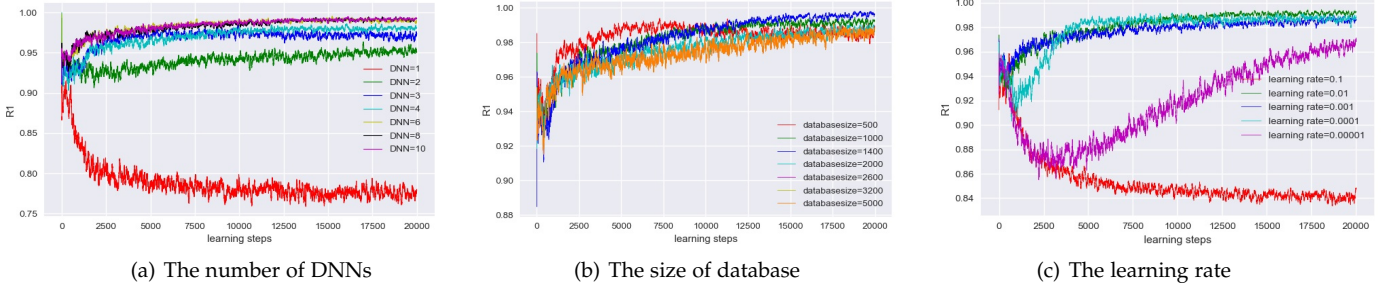 1.00
0.95
0.90
0.85
0.80
0.75
R1
DNN=1
DNN=2
DNN=3
DNN=4
DNN=6
DNN=8
DNN=10
0 2500 5000 7500 10000 12500 15000 17500 20000
learning steps
(a) The number of DNNs
1.00
0.98
0.96
0.94
0.92
0.90
0.88
R1
databasesize=500
databasesize=1000
databasesize=1400
databasesize=2000
databasesize=2600
databasesize=3200
databasesize=5000
0 2500 5000 7500 10000 12500 15000 17500 20000
learning steps
(b) The size of database
1.00
0.98
0.96
0.94
0.92
0.90
0.88
0.86
0.84
R1
learning rate=0.1
learning rate=0.01
learning rate=0.001
learning rate=0.0001
learning rate=0.00001
0 2500 5000 7500 10000 12500 15000 17500 20000
learning steps
(c) The learning rate